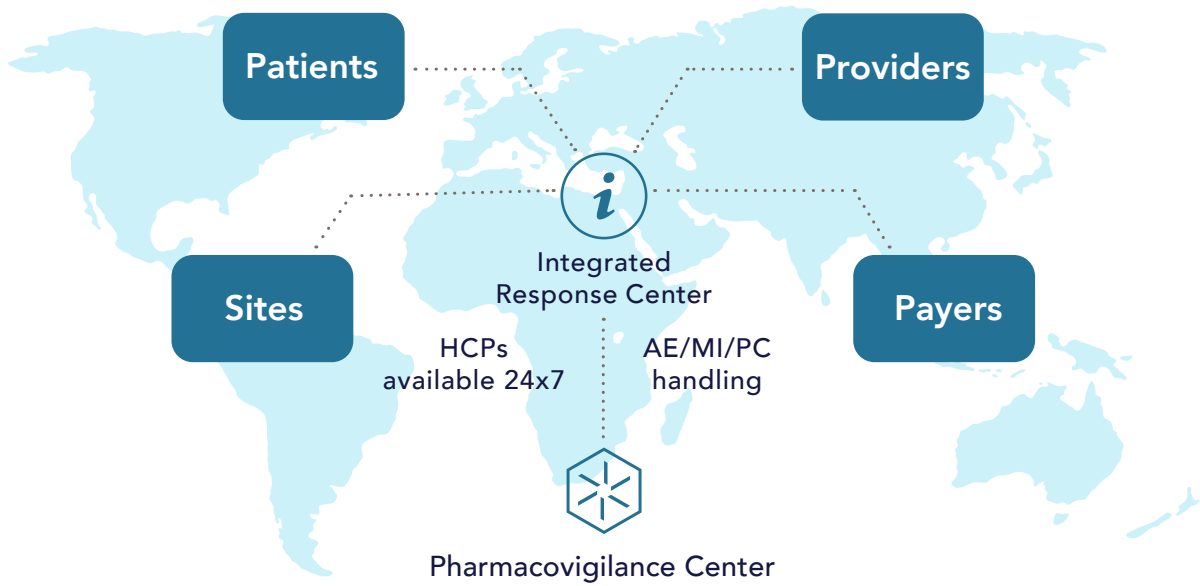 Patients
Providers
i
Integrated
Response Center
Sites
Payers
HCPs
available 24x7
AE/MI/PC
handling
Pharmacovigilance Center